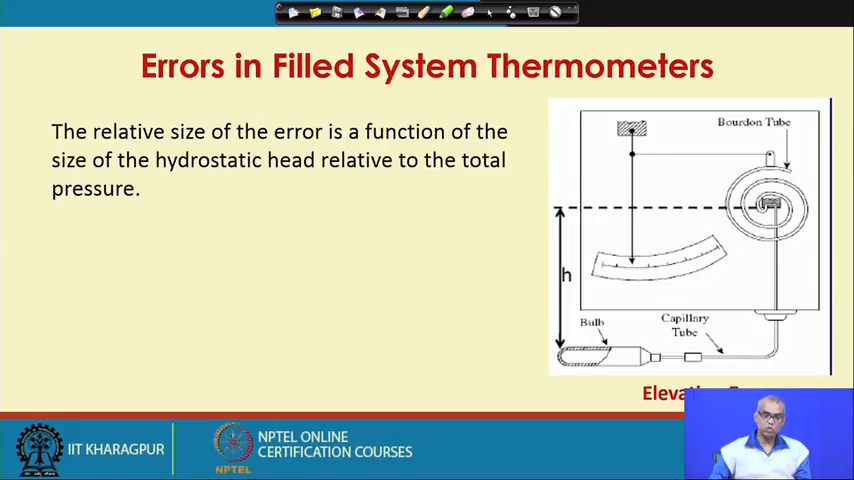 Errors in Filled System Thermometers
The relative size of the error is a function of the
size of the hydrostatic head relative to the total
pressure.
Bourdon Tube
h
Bulb
Capillary
Tube
IIT KHARAGPUR
NPTEL
NPTEL ONLINE
CERTIFICATION COURSES